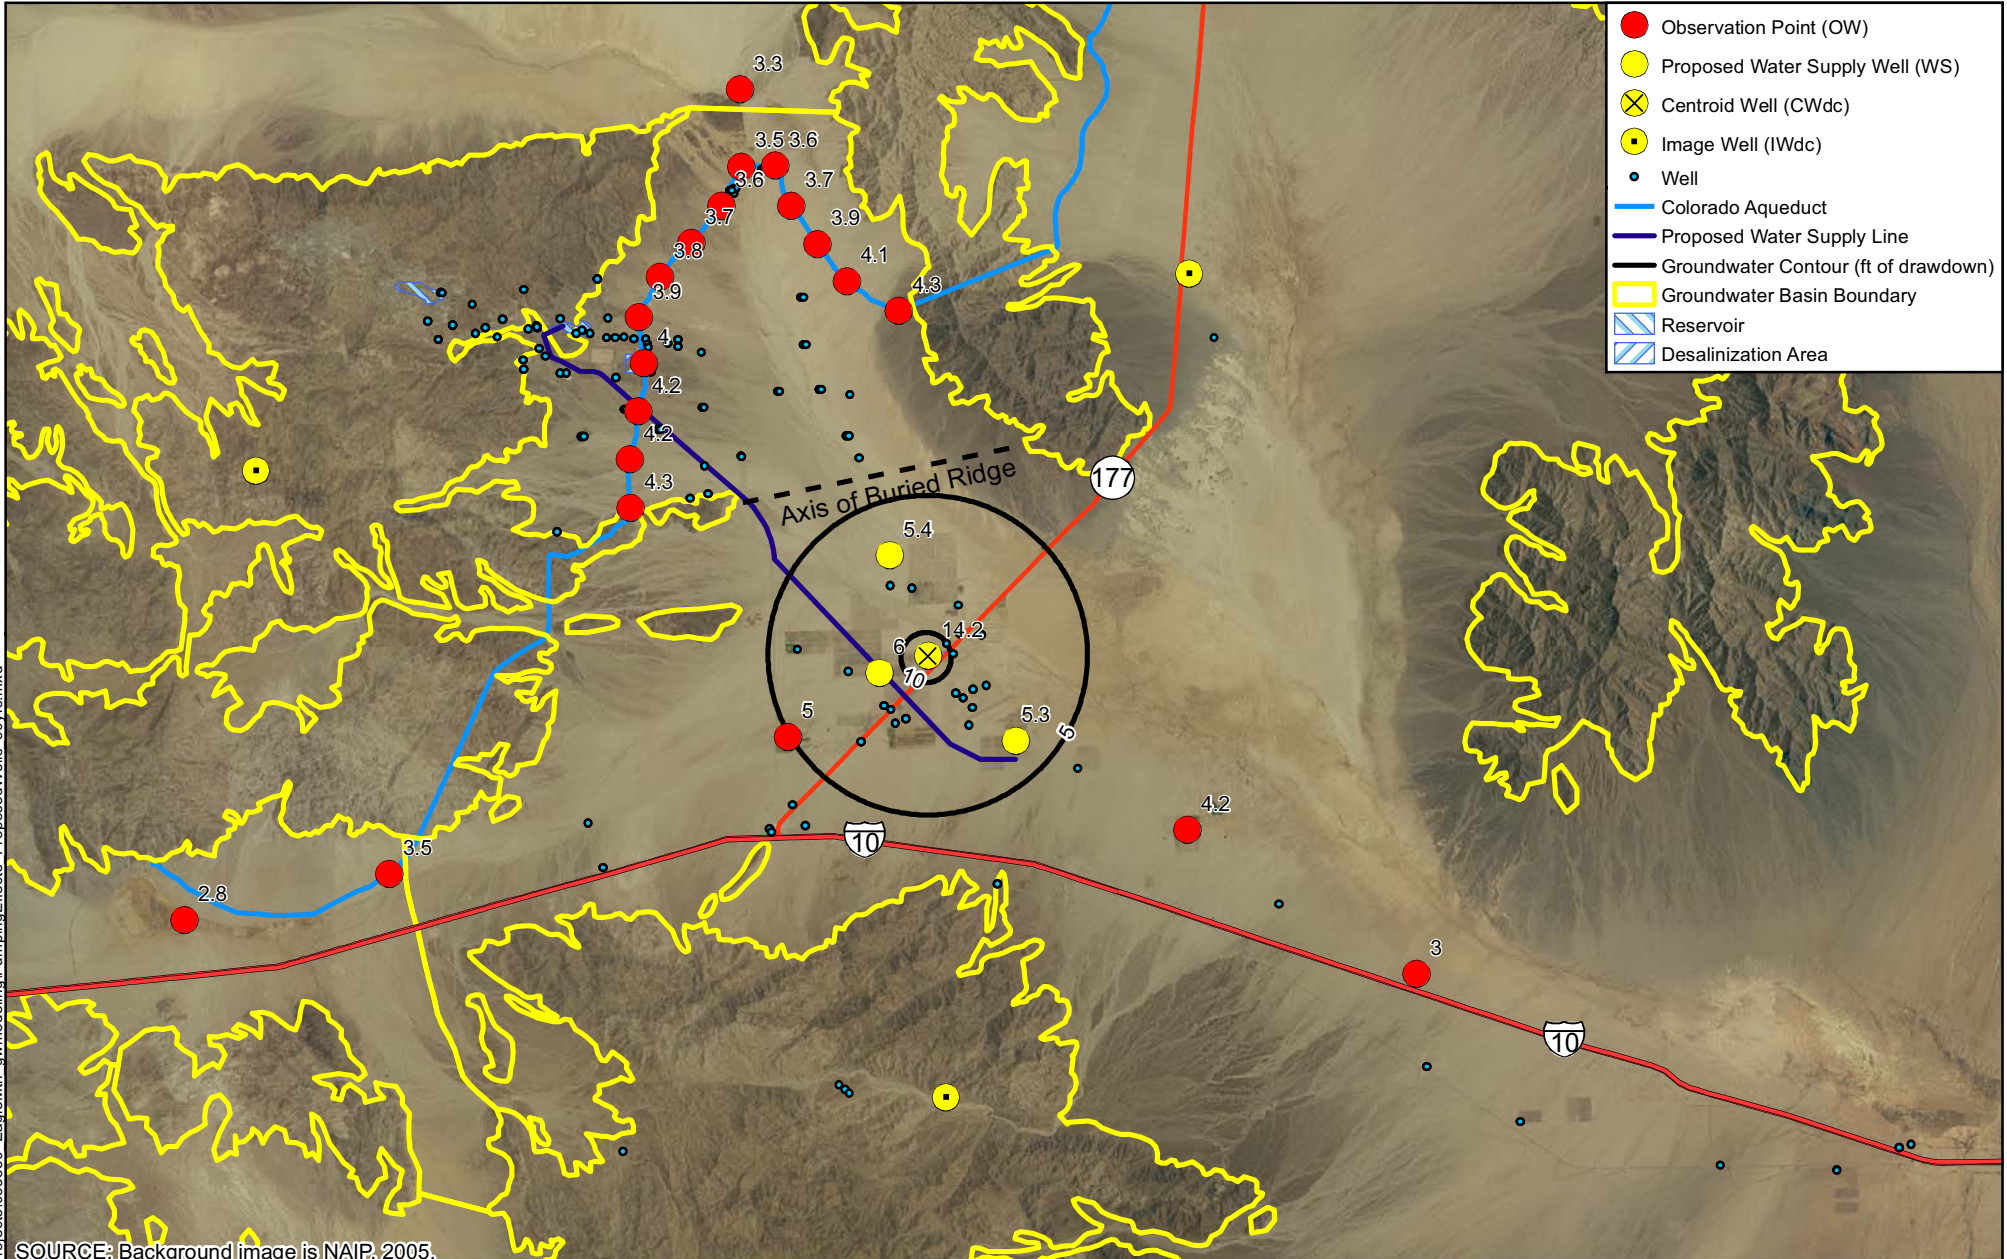 Observation Point (OW)
Proposed Water Supply Well (WS)
Centroid Well (CWdc)
Image Well (IWdc)
Well
Colorado Aqueduct
Proposed Water Supply Line
Groundwater Contour (ft of drawdown)
Groundwater Basin Boundary
Reservoir
Desalinization Area
3.3
3.5 3.6
3.6
3.7
3.7
3.9
3.8
4.1
3.9
4.3
4
4.2
4.2
4.3
177
Axis of Buried Ridge
5.4
14.2
6
10
5
5.3
5
4.2
10
3.5
2.8
3
10
SOURCE: Background image is NAIP, 2005.